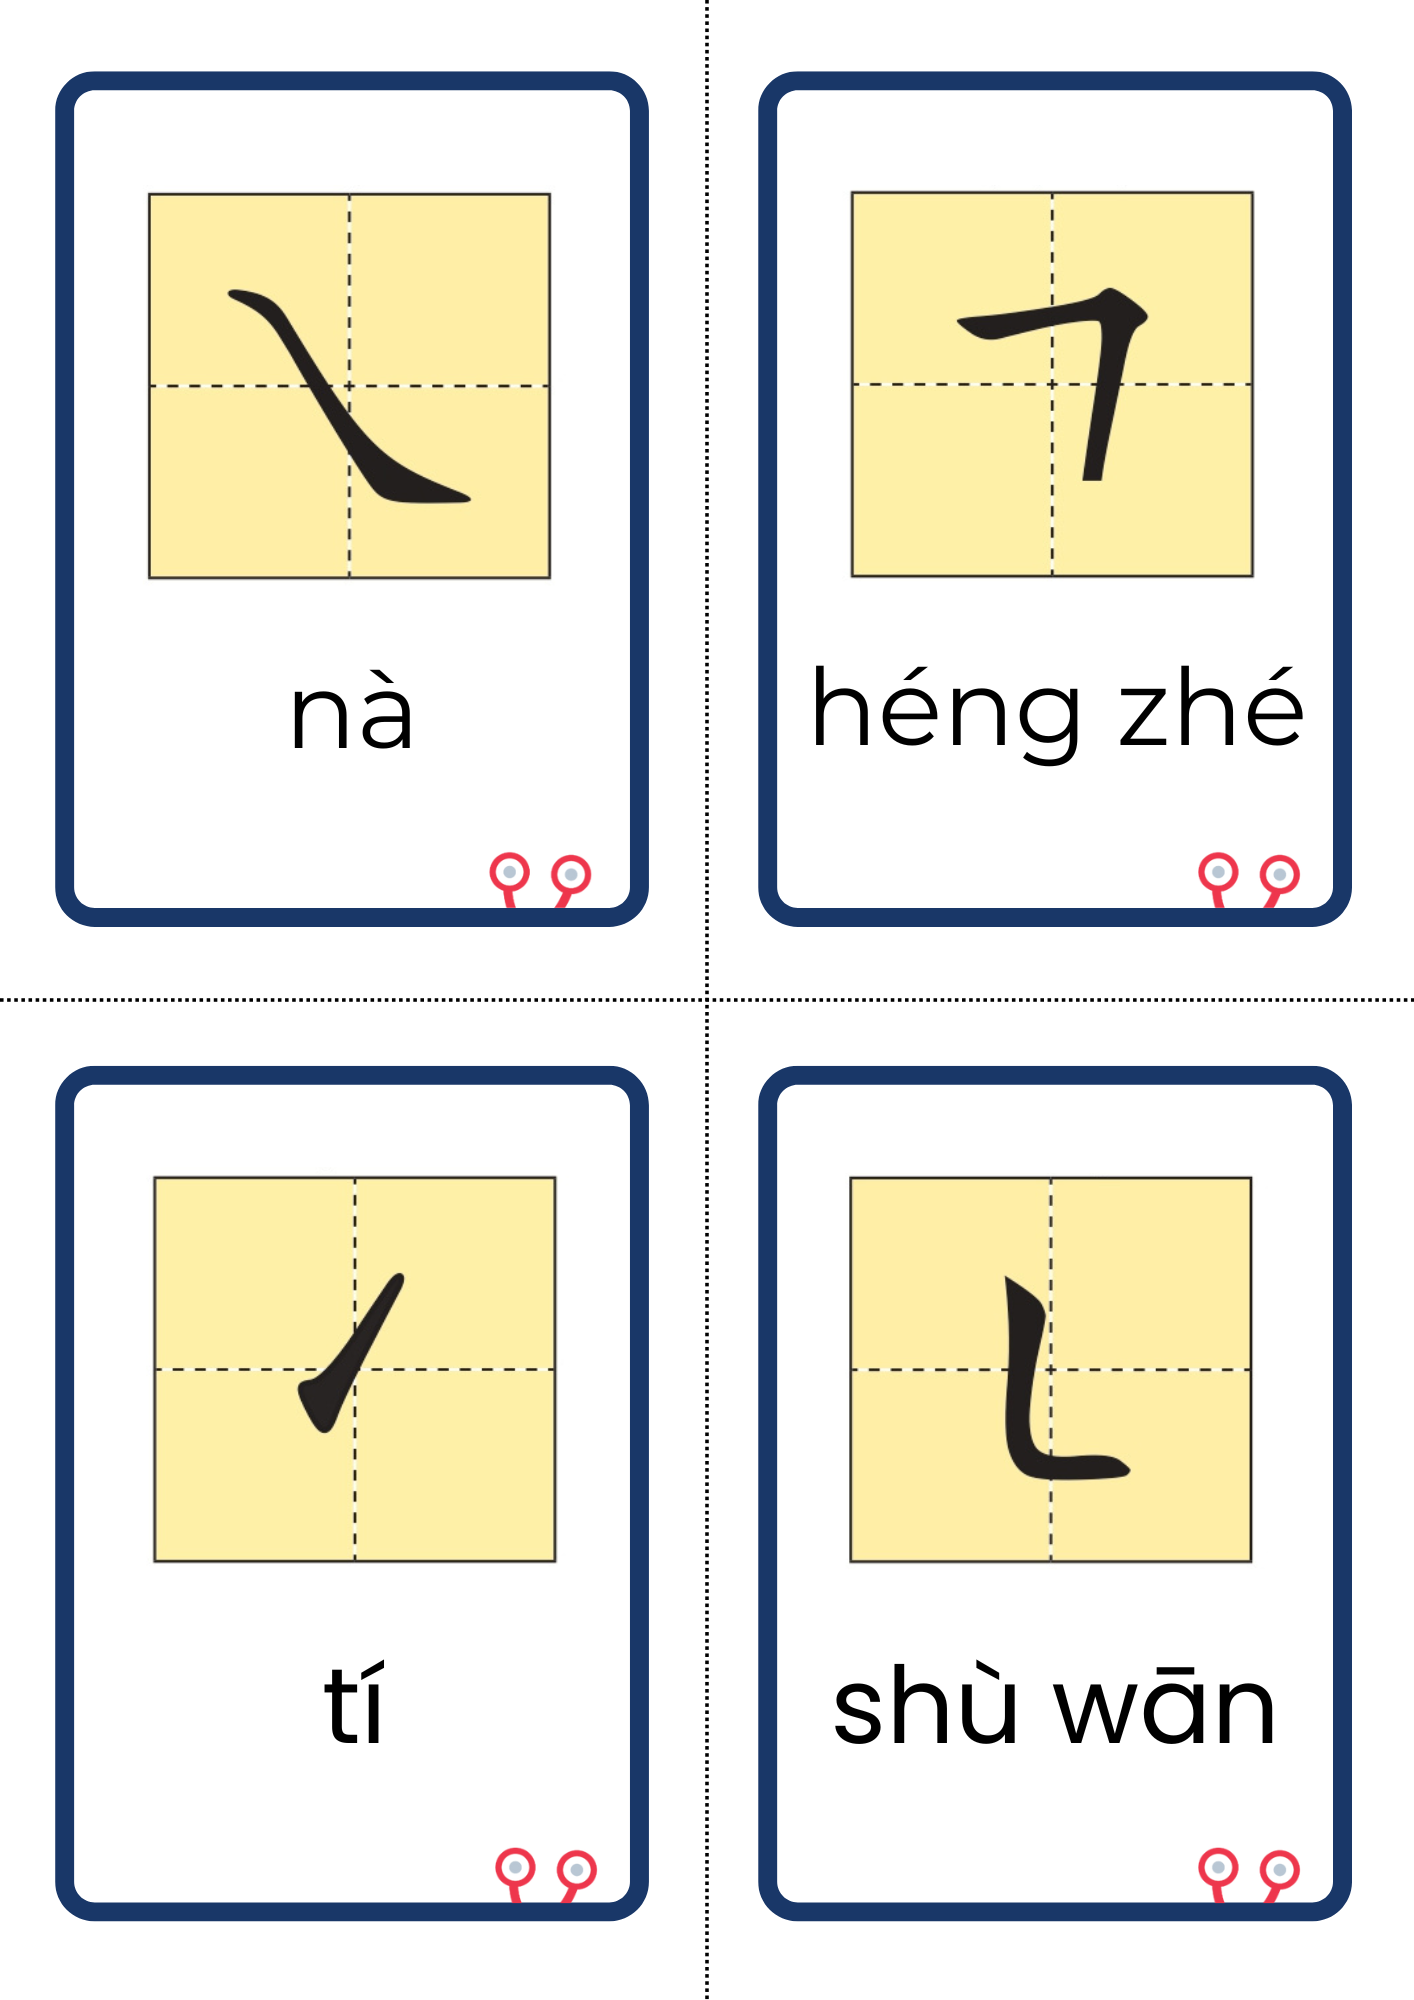 ㇏
nà
𠃍
héng zhé
㇀
tí
㇄
shù wān